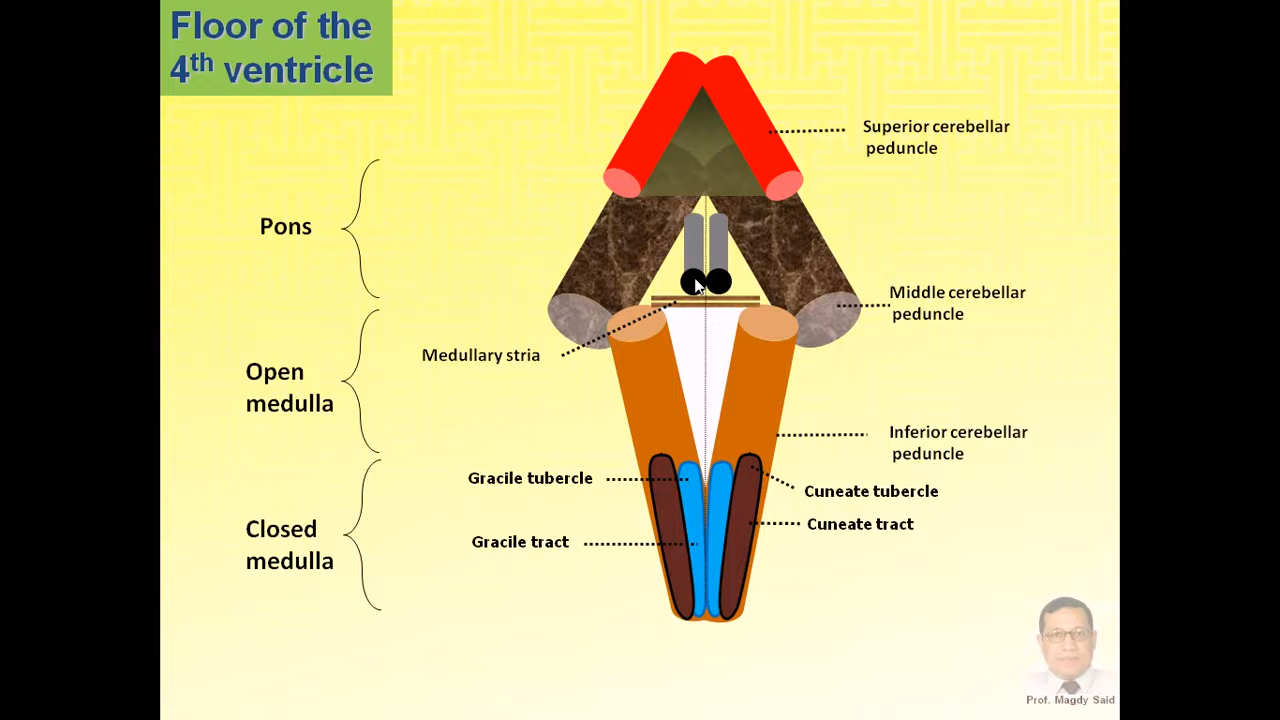 Floor of the
4th ventricle
Superior cerebellar
peduncle
Pons
Middle cerebellar
peduncle
Medullary stria
Open
medulla
Inferior cerebellar
peduncle
Gracile tubercle
Cuneate tubercle
Cuneate tract
Gracile tract
Closed
medulla
Prof. Magdy Said